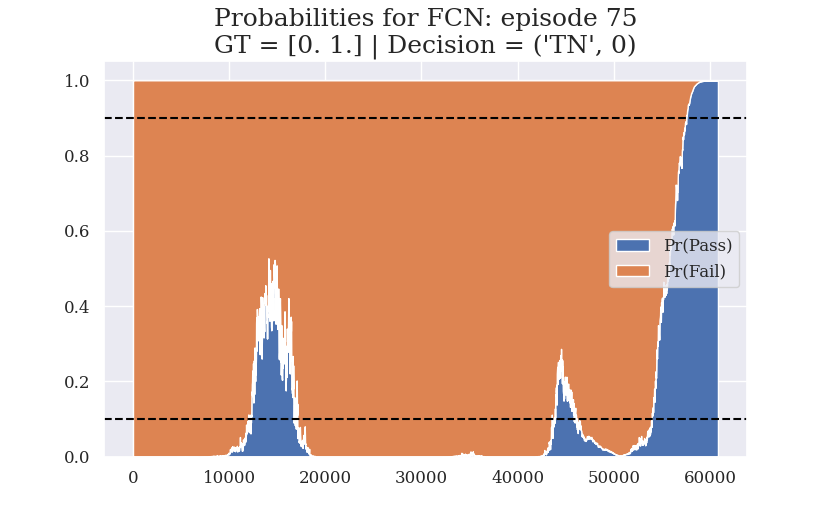 Probabilities for FCN: episode 75
GT = [0. 1.] | Decision = ('TN', 0)
1.0
0.8
0.6
0.4
0.2
0.0
Pr(Pass)
Pr(Fail)
0 10000 20000 30000 40000 50000 60000